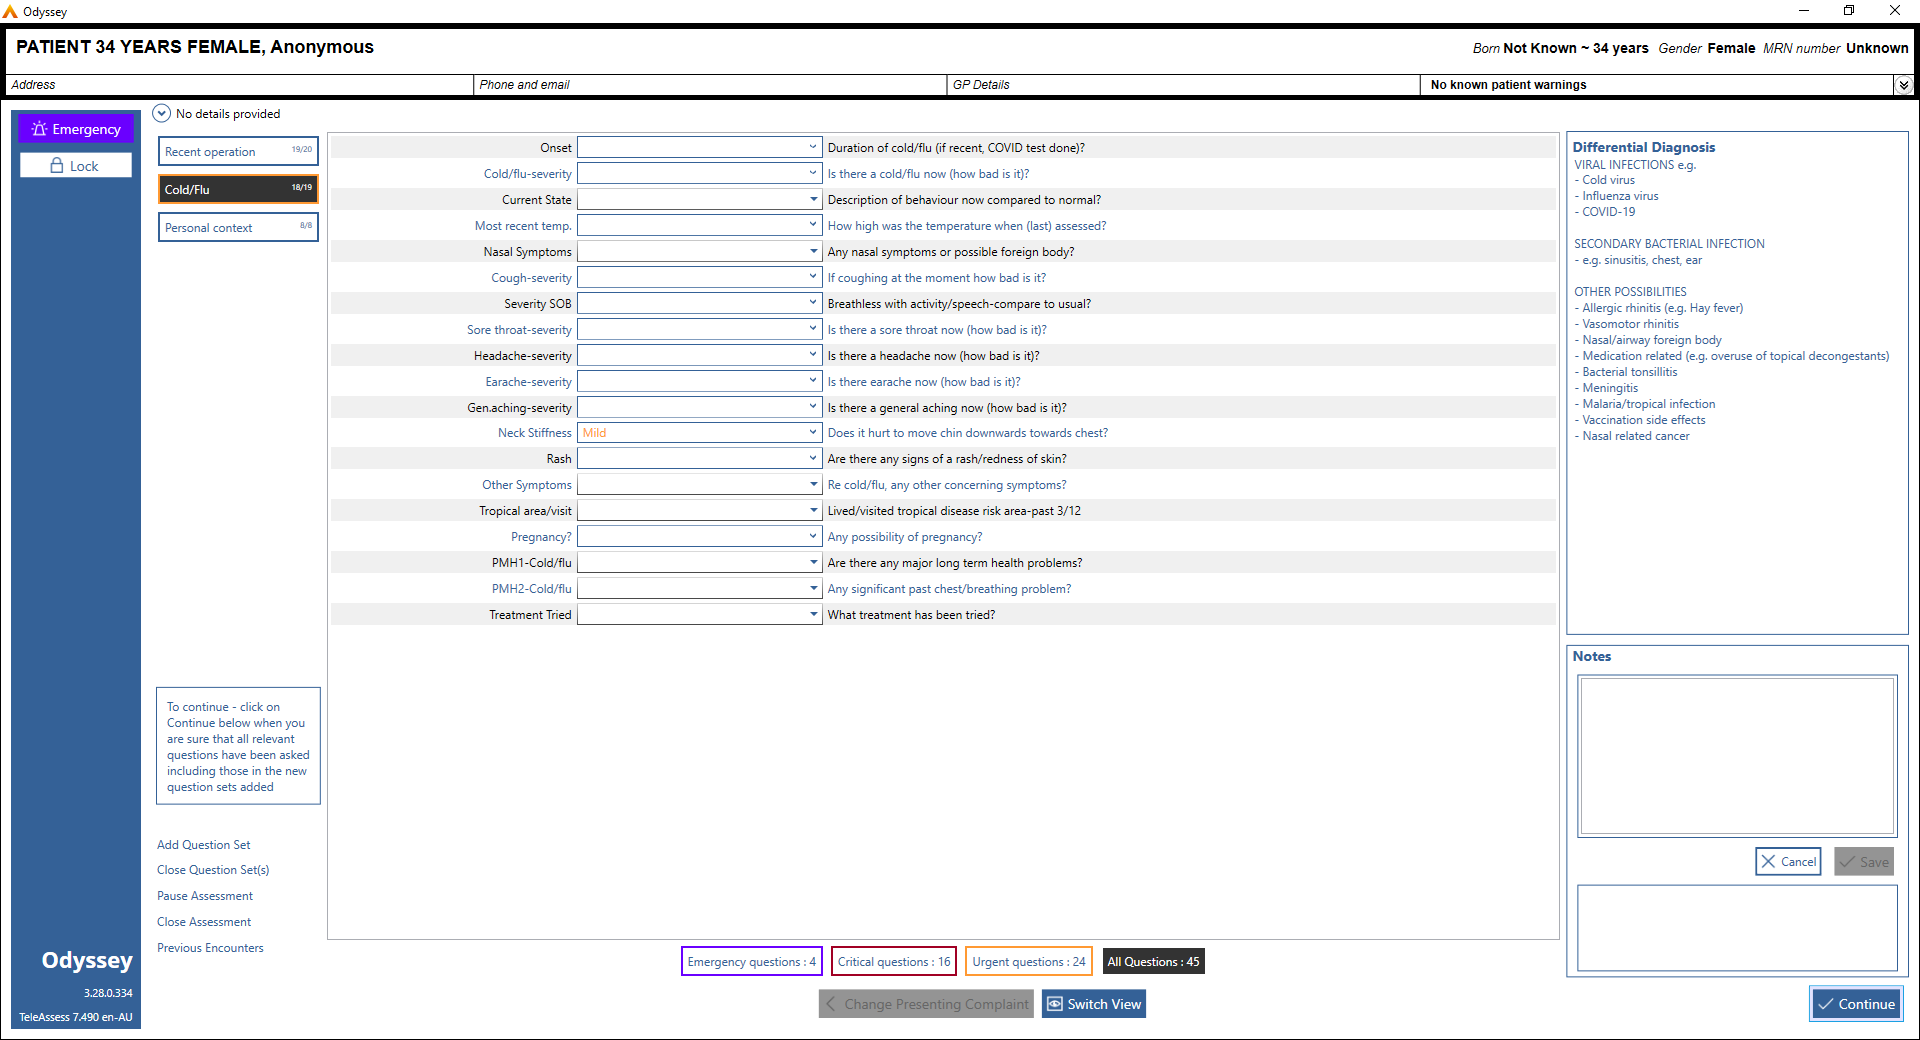 Odyssey
PATIENT 34 YEARS FEMALE, Anonymous
Born Not Known ~ 34 years Gender Female MRN number Unknown
Address
Phone and email
GP Details
No known patient warnings
Emergency
Lock
No details provided
Recent operation 19/20
Cold/Flu 18/19
Personal context 8/8
Onset Duration of cold/flu (if recent, COVID test done)?
Cold/flu-severity Is there a cold/flu now (how bad is it)?
Current State Description of behaviour now compared to normal?
Most recent temp. How high was the temperature when (last) assessed?
Nasal Symptoms Any nasal symptoms or possible foreign body?
Cough-severity If coughing at the moment how bad is it?
Severity SOB Breathless with activity/speech-compare to usual?
Sore throat-severity Is there a sore throat now (how bad is it)?
Headache-severity Is there a headache now (how bad is it)?
Earache-severity Is there earache now (how bad is it)?
Gen.aching-severity Is there a general aching now (how bad is it)?
Neck Stiffness Mild Does it hurt to move chin downwards towards chest?
Rash Are there any signs of a rash/redness of skin?
Other Symptoms Re cold/flu, any other concerning symptoms?
Tropical area/visit Lived/visited tropical disease risk area-past 3/12
Pregnancy? Any possibility of pregnancy?
PMH1-Cold/flu Are there any major long term health problems?
PMH2-Cold/flu Any significant past chest/breathing problem?
Treatment Tried What treatment has been tried?
Differential Diagnosis
VIRAL INFECTIONS e.g.
- Cold virus
- Influenza virus
- COVID-19
SECONDARY BACTERIAL INFECTION
- e.g. sinusitis, chest, ear
OTHER POSSIBILITIES
- Allergic rhinitis (e.g. Hay fever)
- Vasomotor rhinitis
- Nasal/airway foreign body
- Medication related (e.g. overuse of topical decongestants)
- Bacterial tonsillitis
- Meningitis
- Malaria/tropical infection
- Vaccination side effects
- Nasal related cancer
Notes
Cancel
Save
To continue - click on
Continue below when you
are sure that all relevant
questions have been asked
including those in the new
question sets added
Add Question Set
Close Question Set(s)
Pause Assessment
Close Assessment
Previous Encounters
Odyssey
3.28.0.334
TeleAssess 7.490 en-AU
Emergency questions : 4
Critical questions : 16
Urgent questions : 24
All Questions : 45
Change Presenting Complaint
Switch View
Continue